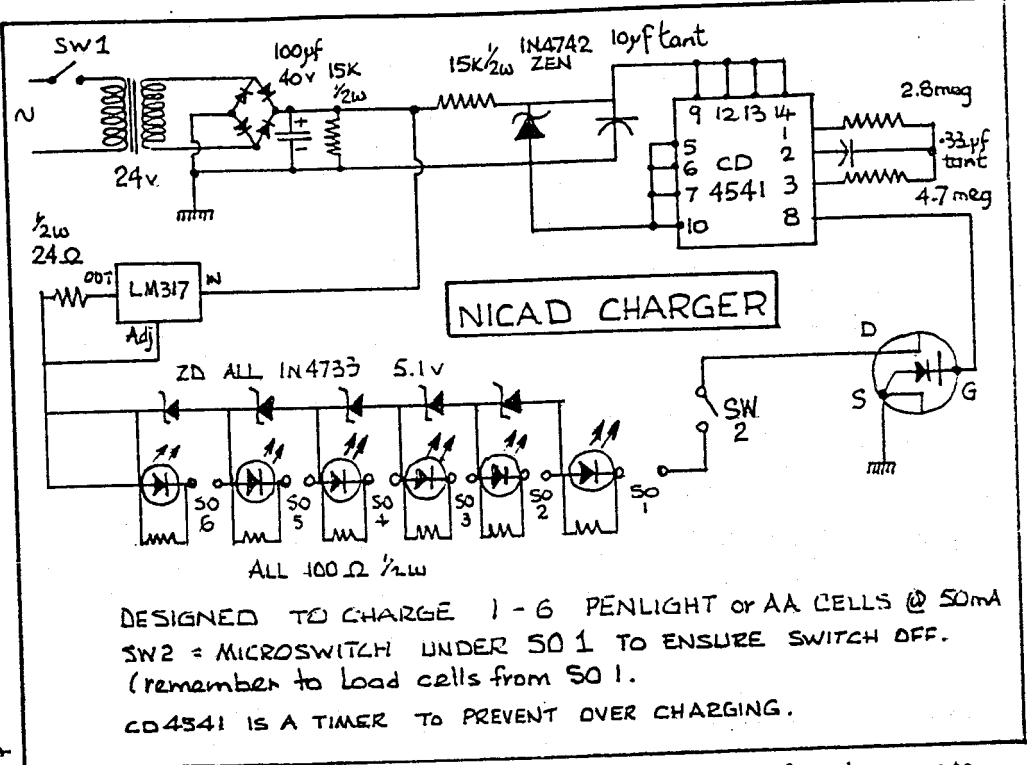 SW1
100µf
40v
15K
½w
15K ½w
IN4742
ZEN
10µf tant
2.8meg
.33µf
tant
4.7meg
9 12 13 14
1
2
3
8
5
6
7
10
CD
4541
24v.
½w
24Ω
OUT
LM317
IN
Adj
NICAD CHARGER
ZD ALL IN4733 5.1v
D
S
G
SW
2
SO
6
SO
5
SO
4
SO
3
SO
2
SO
1
ALL 100Ω ½w
DESIGNED TO CHARGE 1-6 PENLIGHT or AA CELLS @ 50mA
SW2 = MICROSWITCH UNDER SO 1 TO ENSURE SWITCH OFF.
(remember to Load cells from SO 1.
CD4541 IS A TIMER TO PREVENT OVER CHARGING.